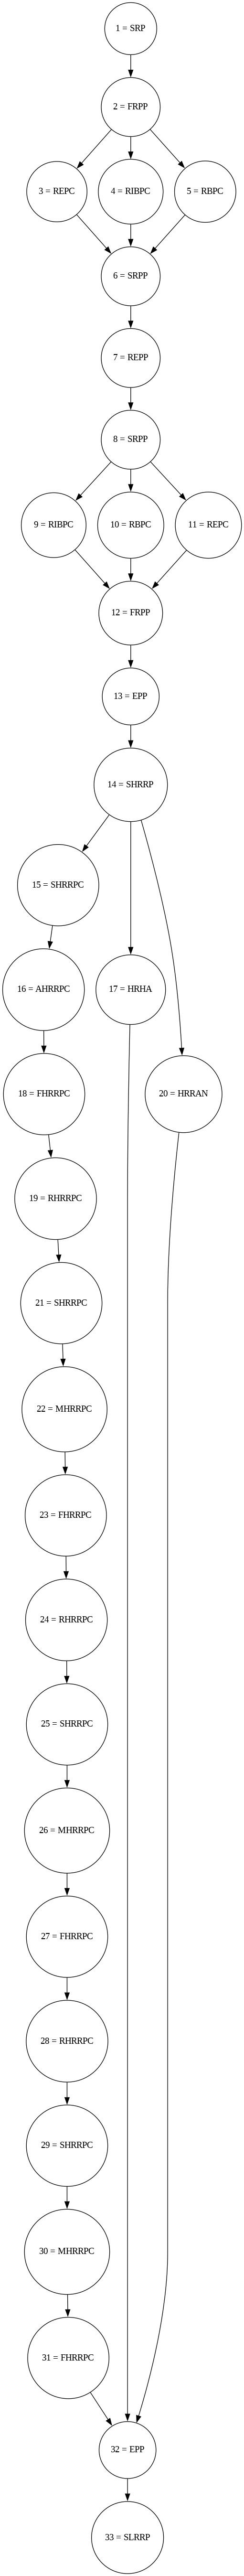 1 = SRP
2 = FRPP
3 = REPC
4 = RIBPC
5 = RBPC
6 = SRPP
7 = REPP
8 = SRPP
9 = RIBPC
10 = RBPC
11 = REPC
12 = FRPP
13 = EPP
14 = SHRRP
15 = SHRRPC
16 = AHRRPC
17 = HRHA
18 = FHRRPC
20 = HRRAN
19 = RHRRPC
21 = SHRRPC
22 = MHRRPC
23 = FHRRPC
24 = RHRRPC
25 = SHRRPC
26 = MHRRPC
27 = FHRRPC
28 = RHRRPC
29 = SHRRPC
30 = MHRRPC
31 = FHRRPC
32 = EPP
33 = SLRRP